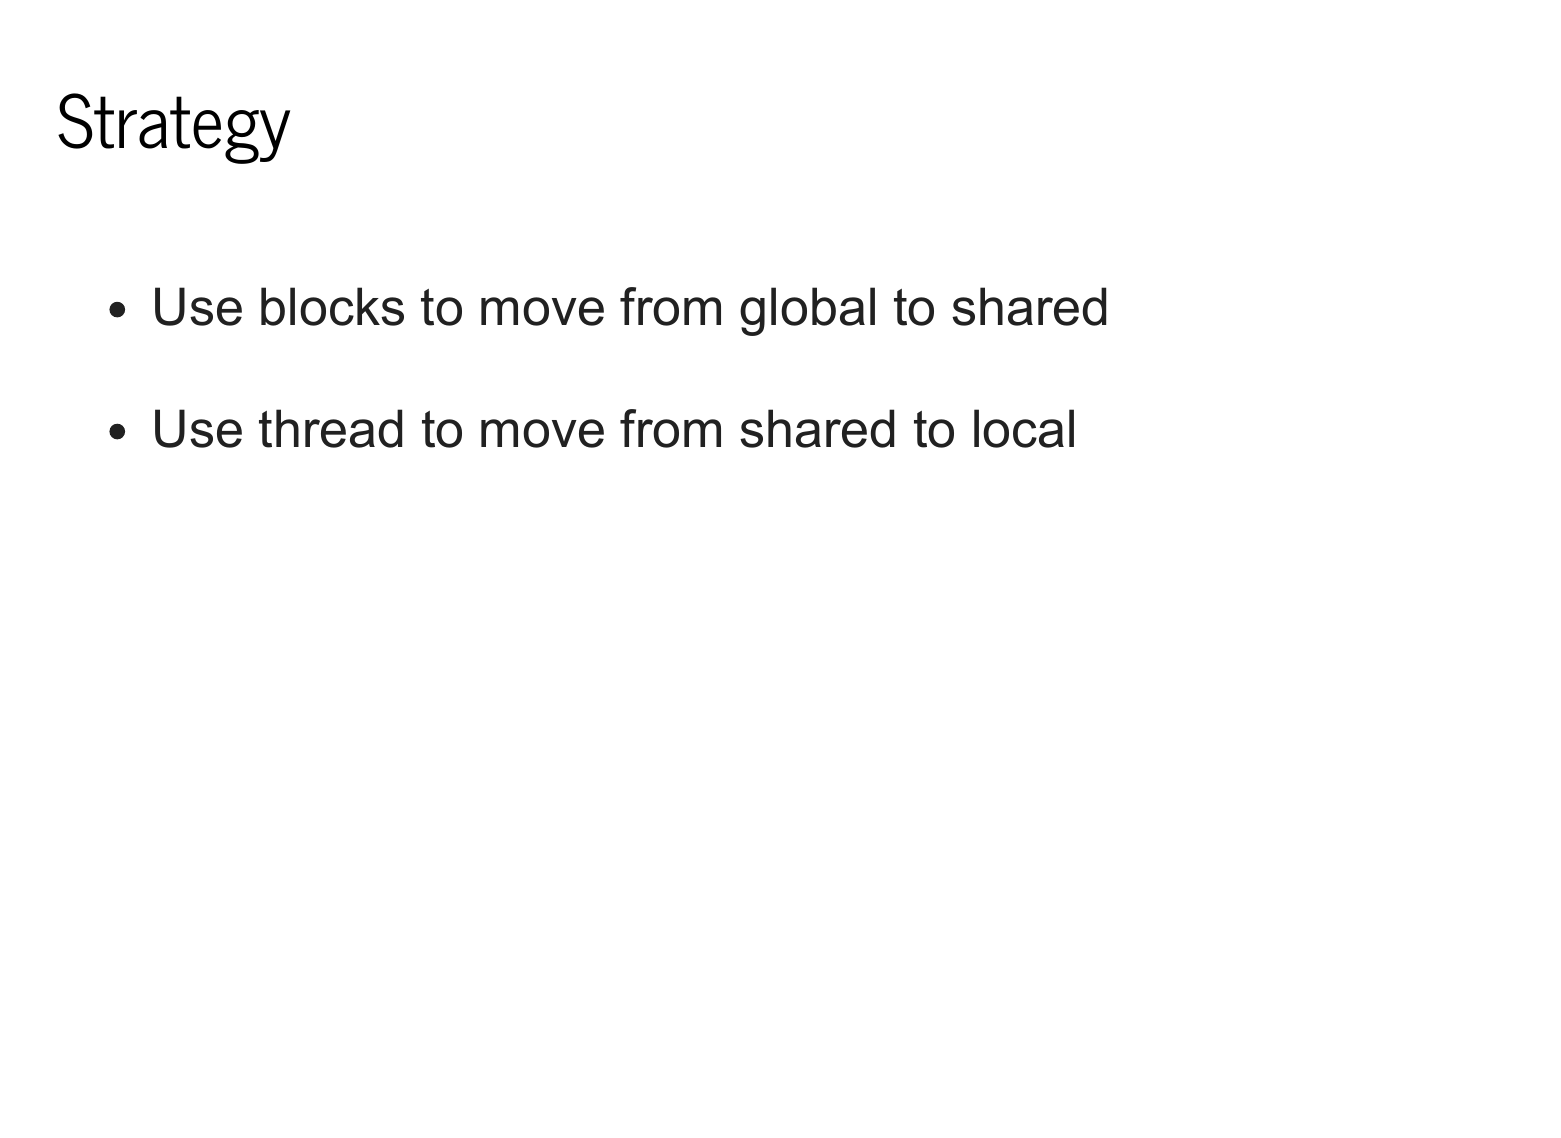 Strategy
• Use blocks to move from global to shared
• Use thread to move from shared to local